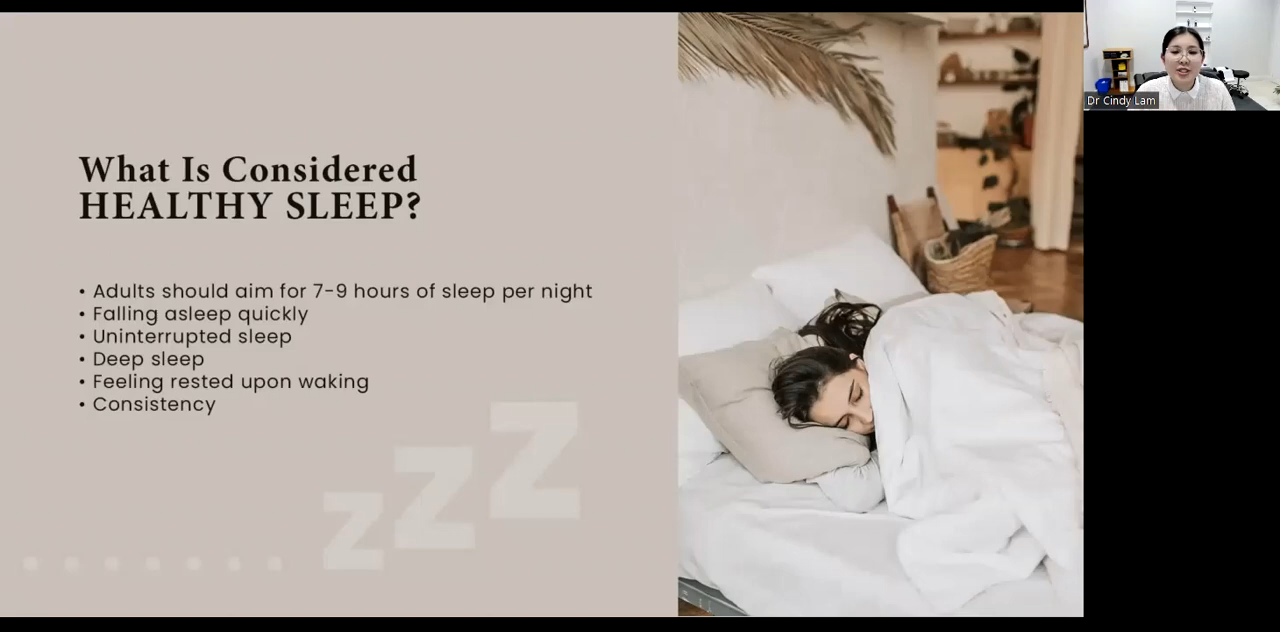 What Is Considered
HEALTHY SLEEP?
• Adults should aim for 7-9 hours of sleep per night
• Falling asleep quickly
• Uninterrupted sleep
• Deep sleep
• Feeling rested upon waking
• Consistency
z z z
Dr Cindy Lam